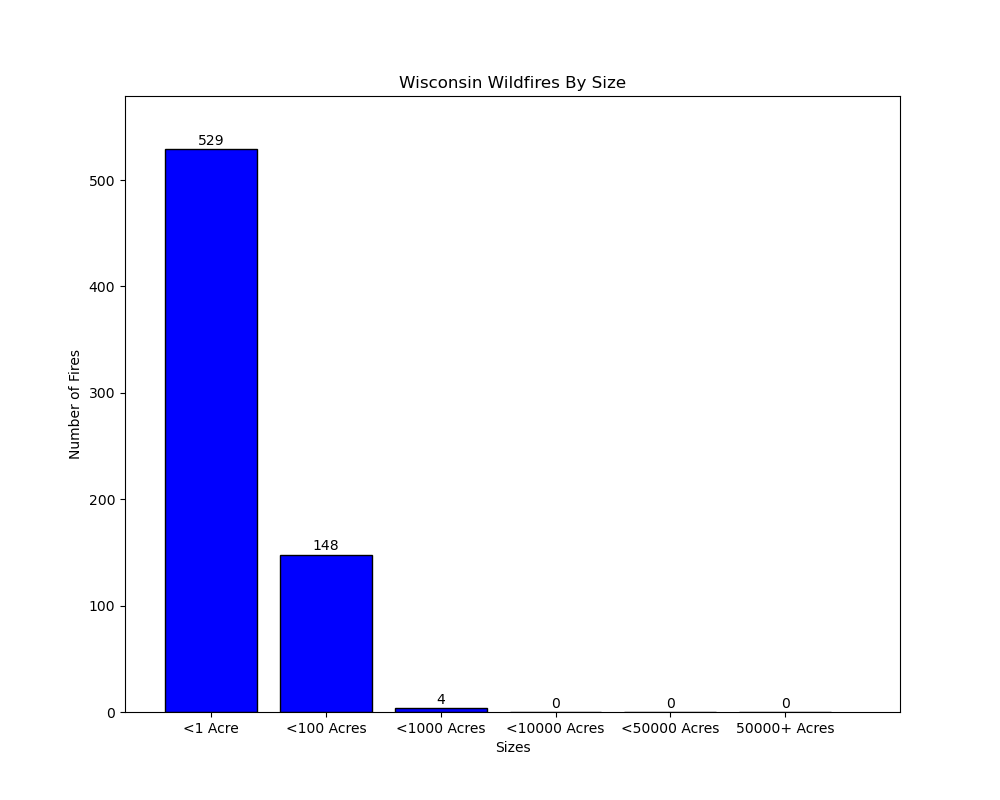 Wisconsin Wildfires By Size
529
500
400
300
200
148
100
4
0
0
0
0
<1 Acre
<100 Acres
<1000 Acres
<10000 Acres
<50000 Acres
50000+ Acres
Number of Fires
Sizes